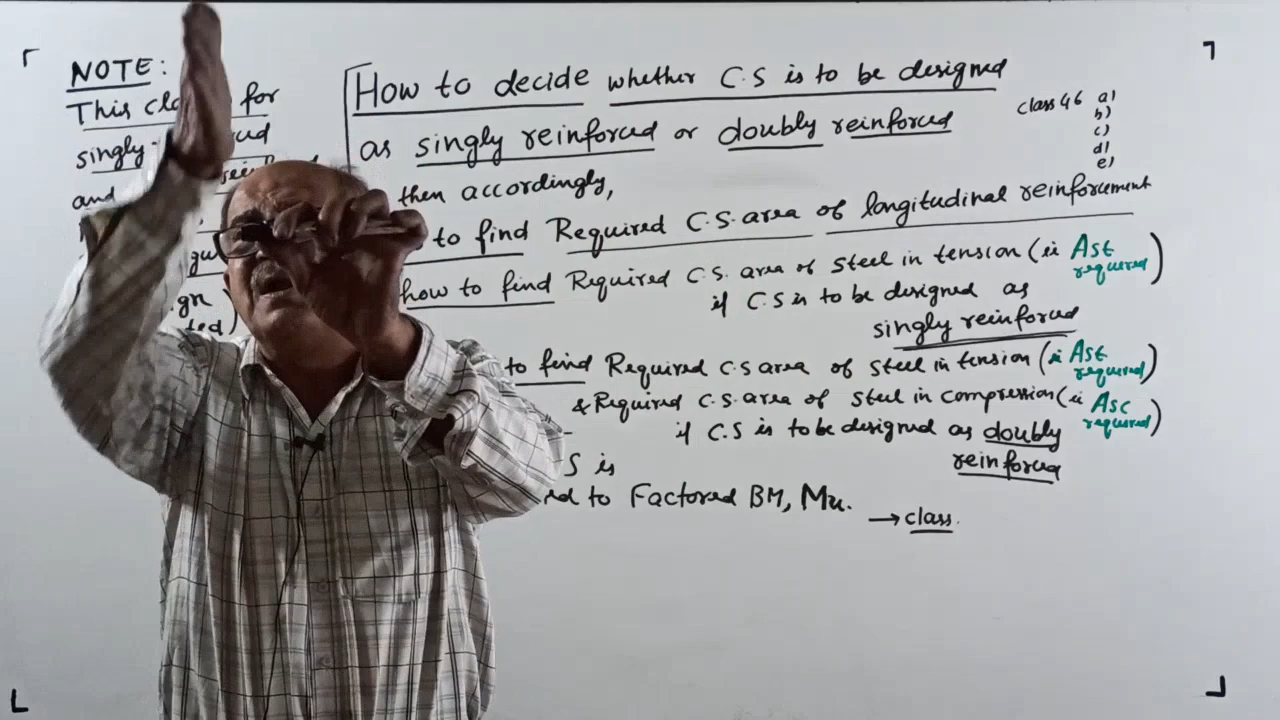 NOTE:
This for
singly
and
How to decide whether C.S is to be designed
as singly reinforced or doubly reinforced
class 46 a)
b)
c)
d)
e)
then accordingly,
to find Required C.S. area of longitudinal reinforcement
how to find Required C.S. area of steel in tension (ie Ast required)
if C.S is to be designed as
singly reinforced
to find Required C.S area of steel in tension (ie Ast required)
& Required C.S. area of steel in compression (ie Asc required)
if C.S is to be designed as doubly
reinforced
S is
to Factored BM, Mu.
→ class.